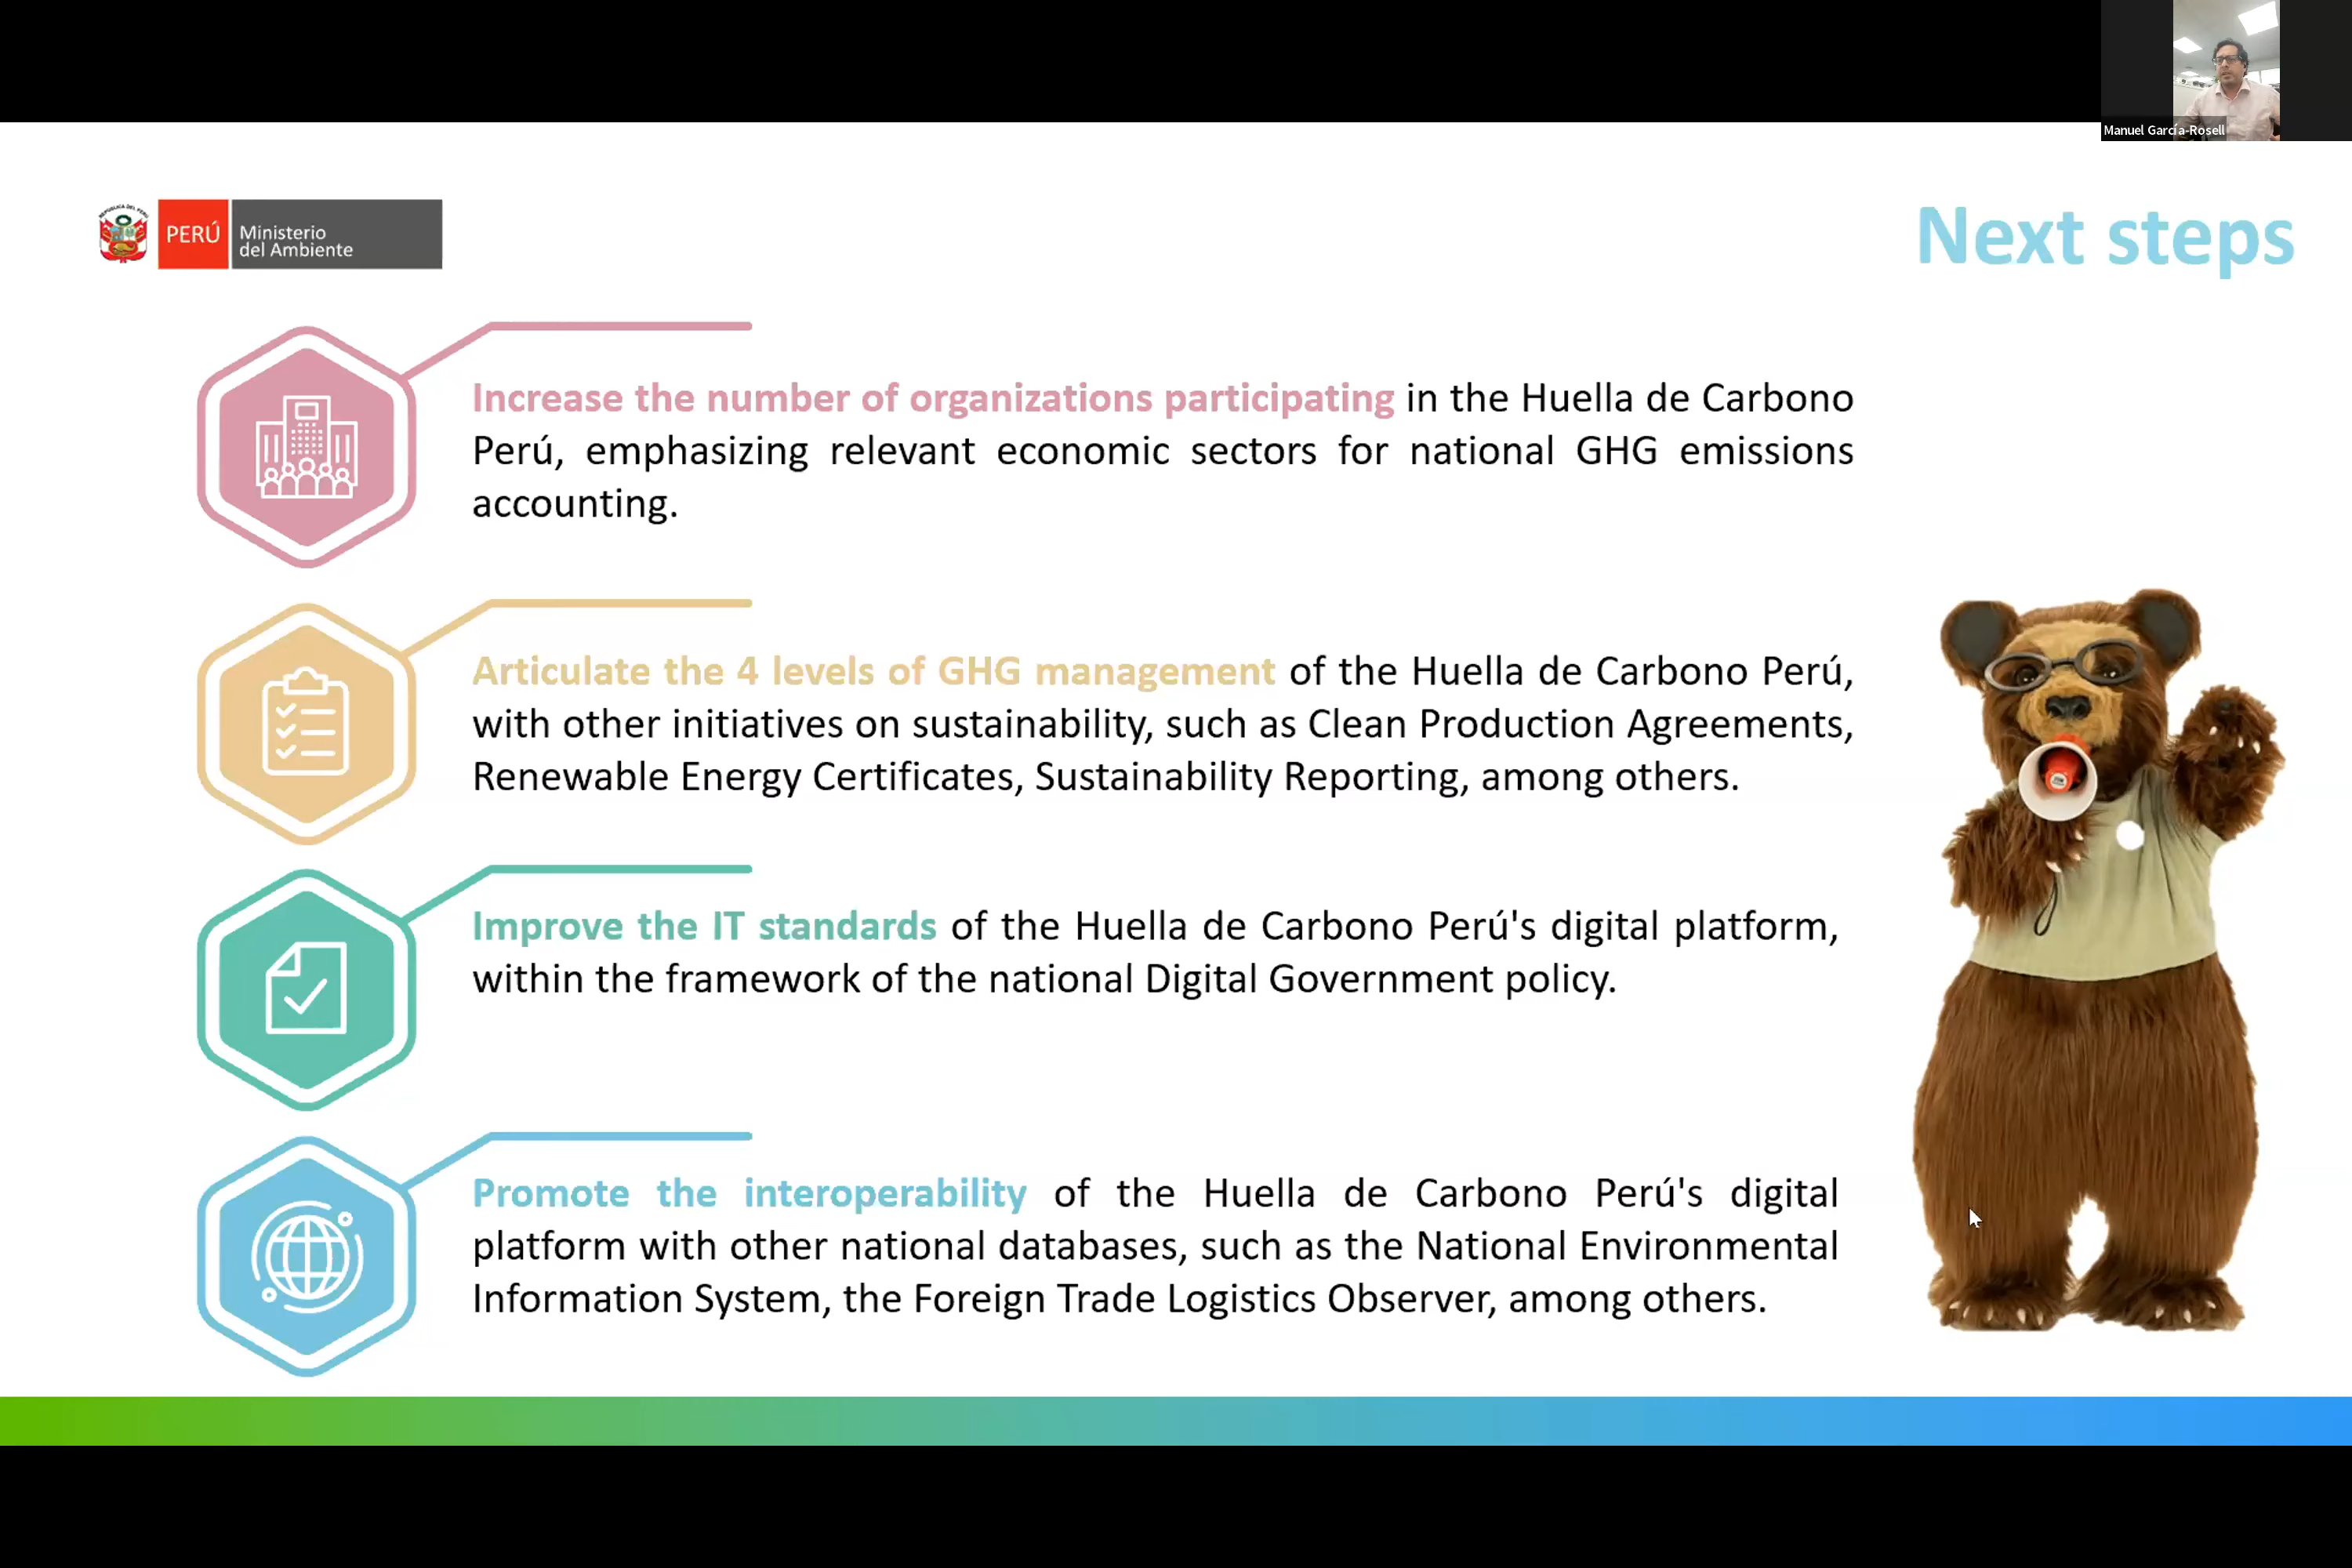 Manuel García-Rosell
PERÚ
Ministerio
del Ambiente
Next steps
Increase the number of organizations participating in the Huella de Carbono
Perú, emphasizing relevant economic sectors for national GHG emissions
accounting.
Articulate the 4 levels of GHG management of the Huella de Carbono Perú,
with other initiatives on sustainability, such as Clean Production Agreements,
Renewable Energy Certificates, Sustainability Reporting, among others.
Improve the IT standards of the Huella de Carbono Perú's digital platform,
within the framework of the national Digital Government policy.
Promote the interoperability of the Huella de Carbono Perú's digital
platform with other national databases, such as the National Environmental
Information System, the Foreign Trade Logistics Observer, among others.